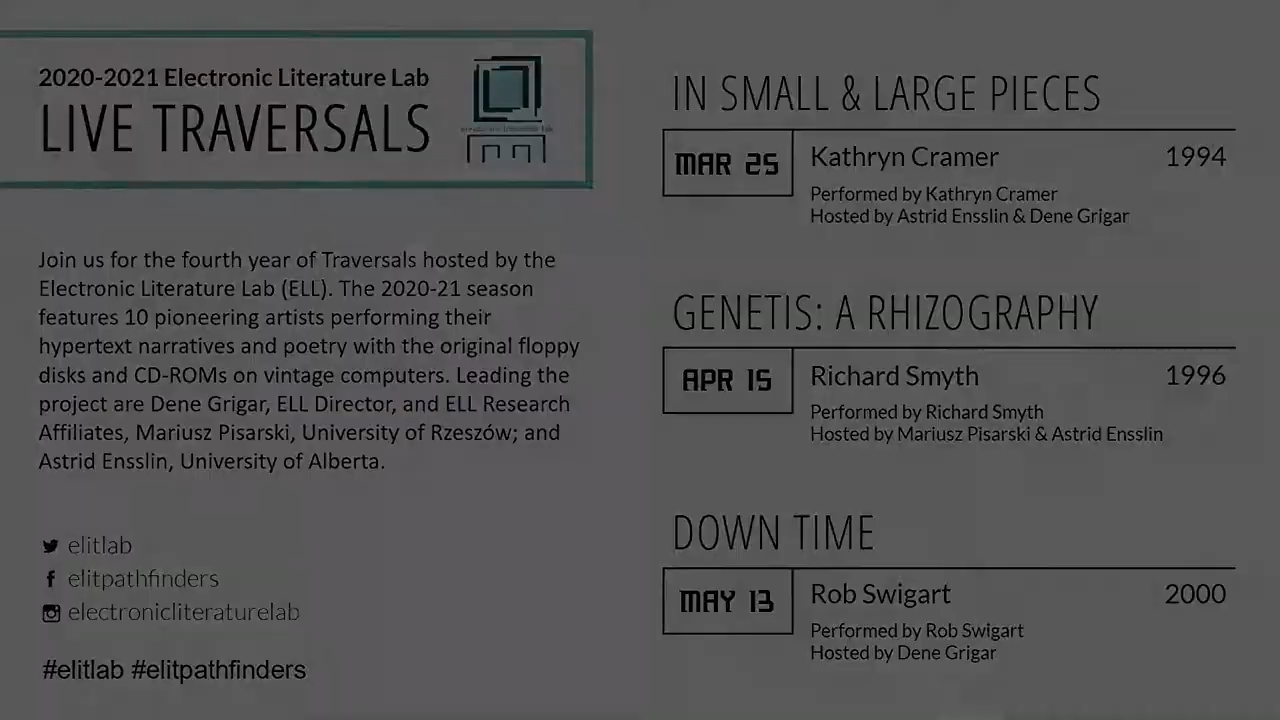 2020-2021 Electronic Literature Lab
LIVE TRAVERSALS
Join us for the fourth year of Traversals hosted by the
Electronic Literature Lab (ELL). The 2020-21 season
features 10 pioneering artists performing their
hypertext narratives and poetry with the original floppy
disks and CD-ROMs on vintage computers. Leading the
project are Dene Grigar, ELL Director, and ELL Research
Affiliates, Mariusz Pisarski, University of Rzeszów; and
Astrid Ensslin, University of Alberta.
elitlab
elitpathfinders
electronicliteraturelab
#elitlab #elitpathfinders
IN SMALL & LARGE PIECES
MAR 25
Kathryn Cramer 1994
Performed by Kathryn Cramer
Hosted by Astrid Ensslin & Dene Grigar
GENETIS: A RHIZOGRAPHY
APR 15
Richard Smyth 1996
Performed by Richard Smyth
Hosted by Mariusz Pisarski & Astrid Ensslin
DOWN TIME
MAY 13
Rob Swigart 2000
Performed by Rob Swigart
Hosted by Dene Grigar